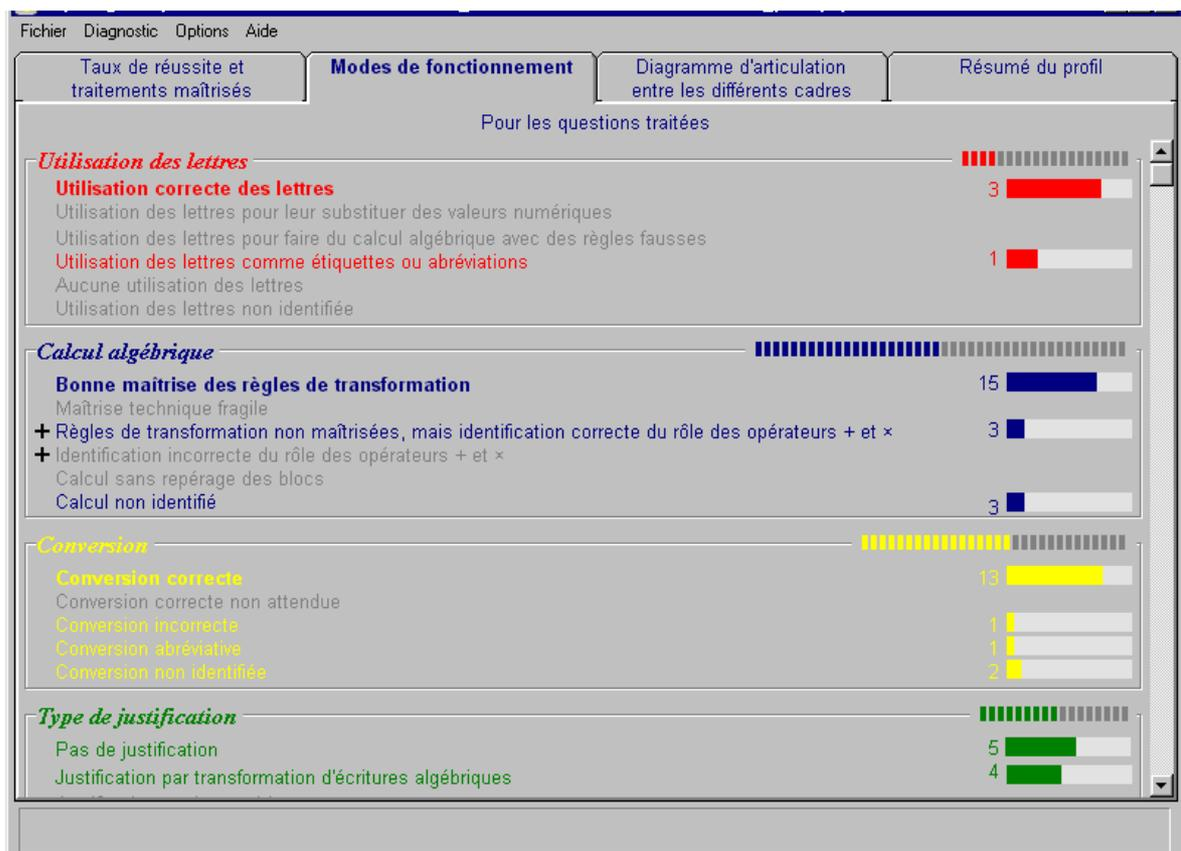 Fichier Diagnostic Options Aide
Taux de réussite et
traitements maîtrisés
Modes de fonctionnement
Diagramme d'articulation
entre les différents cadres
Résumé du profil
Pour les questions traitées
Utilisation des lettres
Utilisation correcte des lettres 3
Utilisation des lettres pour leur substituer des valeurs numériques
Utilisation des lettres pour faire du calcul algébrique avec des règles fausses
Utilisation des lettres comme étiquettes ou abréviations 1
Aucune utilisation des lettres
Utilisation des lettres non identifiée
Calcul algébrique
Bonne maîtrise des règles de transformation 15
Maîtrise technique fragile
+ Règles de transformation non maîtrisées, mais identification correcte du rôle des opérateurs + et × 3
+ Identification incorrecte du rôle des opérateurs + et ×
Calcul sans repérage des blocs
Calcul non identifié 3
Conversion
Conversion correcte 13
Conversion correcte non attendue
Conversion incorrecte 1
Conversion abréviative 1
Conversion non identifiée 2
Type de justification
Pas de justification 5
Justification par transformation d'écritures algébriques 4